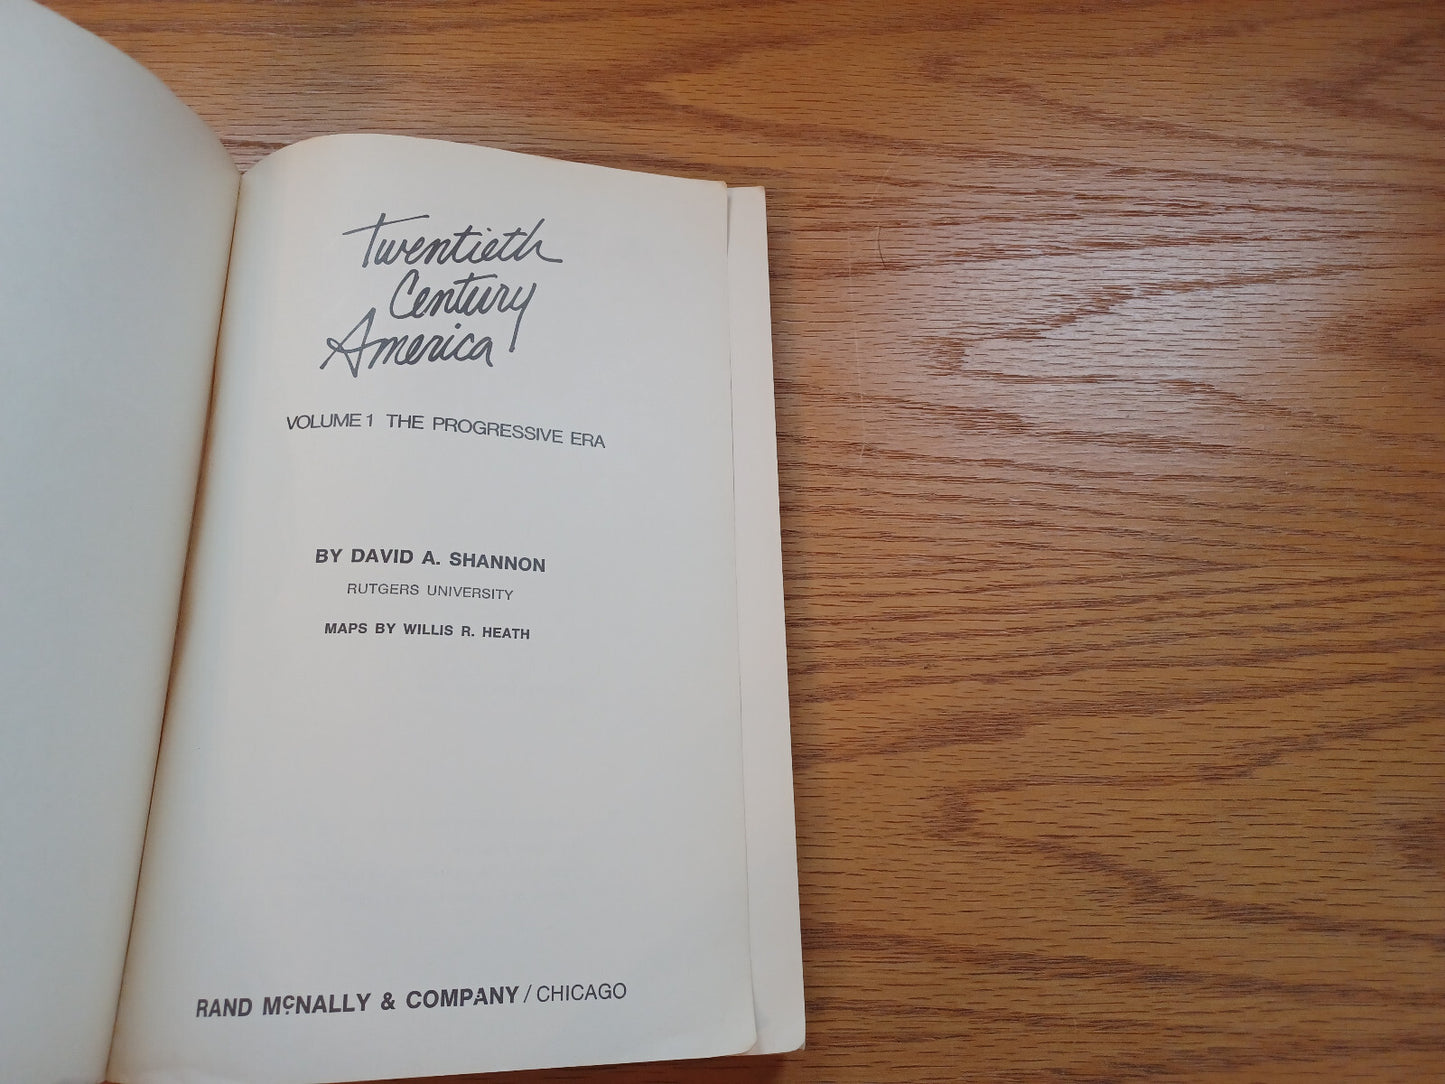 Twentieth
Century
America
VOLUME 1 THE PROGRESSIVE ERA
BY DAVID A. SHANNON
RUTGERS UNIVERSITY
MAPS BY WILLIS R. HEATH
RAND McNALLY & COMPANY / CHICAGO